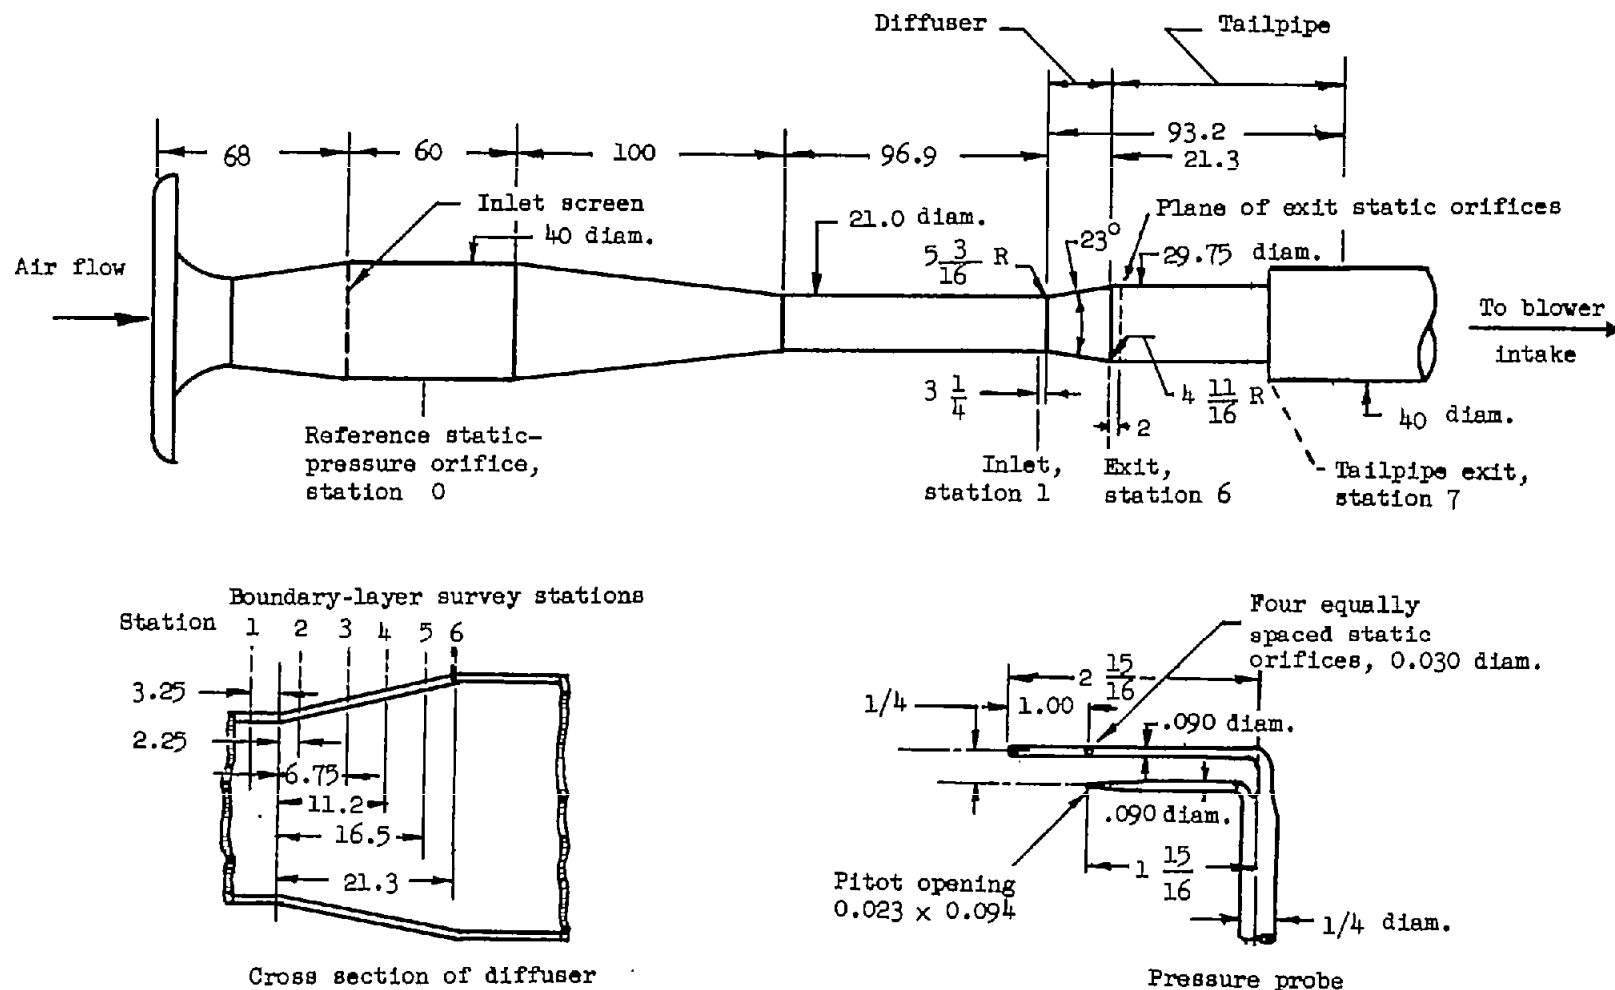 Diffuser
Tailpipe
93.2
68
60
100
96.9
21.3
Inlet screen
40 diam.
21.0 diam.
Plane of exit static orifices
5 3/16 R
23°
29.75 diam.
Air flow
To blower
intake
3 1/4
4 11/16 R
2
40 diam.
Reference static-
pressure orifice,
station 0
Inlet,
station 1
Exit,
station 6
Tailpipe exit,
station 7
Boundary-layer survey stations
Station 1 2 3 4 5 6
3.25
2.25
6.75
11.2
16.5
21.3
Cross section of diffuser
Four equally
spaced static
orifices, 0.030 diam.
2 15/16
1/4
1.00
.090 diam.
.090 diam.
1 15/16
Pitot opening
0.023 x 0.094
1/4 diam.
Pressure probe